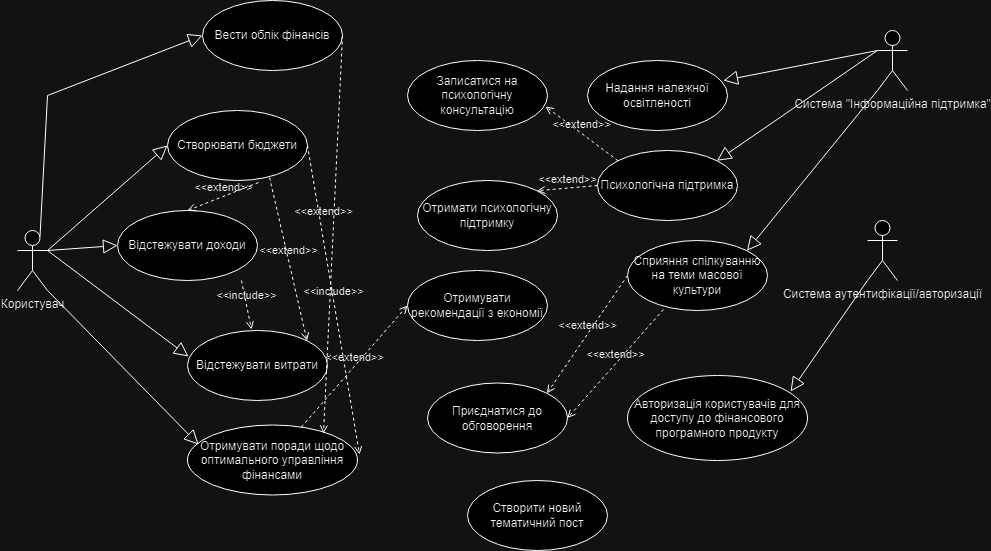 Вести облік фінансів
Записатися на
психологічну
консультацію
Надання належної
освітленості
Система "Інформаційна підтримка"
<<extend>>
Створювати бюджети
<<extend>>
<<extend>>
Психологічна підтримка
<<extend>>
Отримати психологічну
підтримку
Відстежувати доходи
<<extend>>
Сприяння спілкуванню
на теми масової
культури
Користувач
<<include>>
<<include>>
Отримувати
рекомендації з економії
Система аутентифікації/авторизації
<<extend>>
<<extend>>
<<extend>>
Відстежувати витрати
Приєднатися до
обговорення
Авторизація користувачів для
доступу до фінансового
програмного продукту
Отримувати поради щодо
оптимального управління
фінансами
Створити новий
тематичний пост